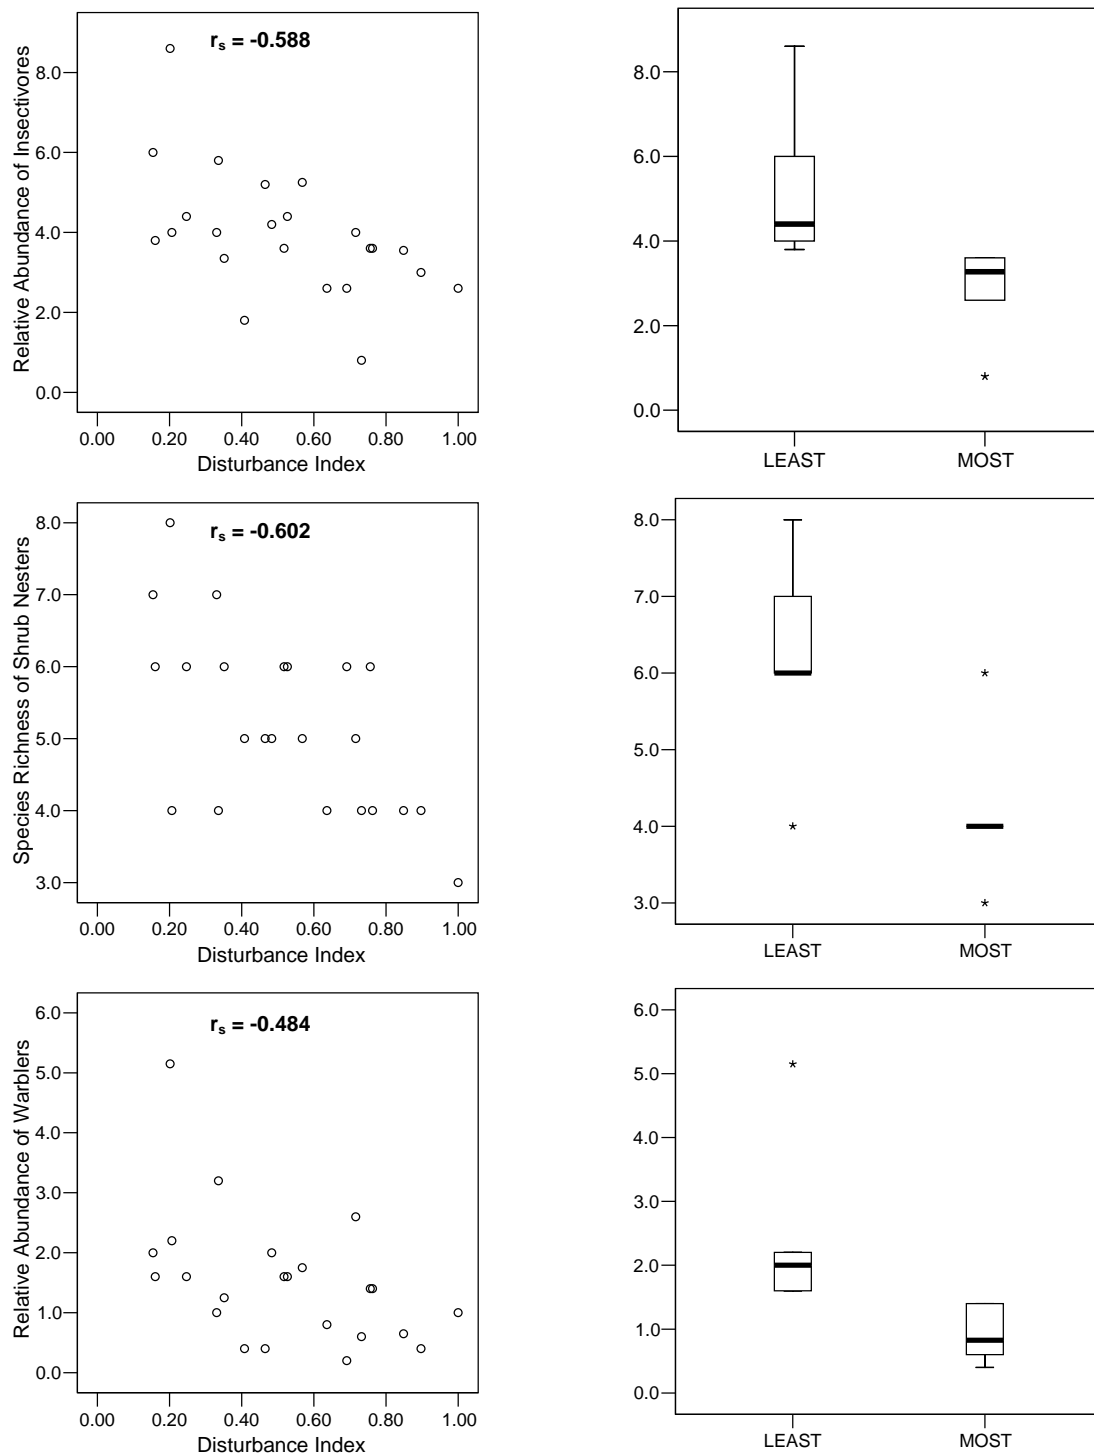 r_s = -0.588
Relative Abundance of Insectivores
8.0
6.0
4.0
2.0
0.0
0.00 0.20 0.40 0.60 0.80 1.00
Disturbance Index
8.0
6.0
4.0
2.0
0.0
*
LEAST MOST
r_s = -0.602
Species Richness of Shrub Nesters
8.0
7.0
6.0
5.0
4.0
3.0
0.00 0.20 0.40 0.60 0.80 1.00
Disturbance Index
8.0
7.0
6.0
5.0
4.0
3.0
*
*
*
LEAST MOST
r_s = -0.484
Relative Abundance of Warblers
6.0
5.0
4.0
3.0
2.0
1.0
0.0
0.00 0.20 0.40 0.60 0.80 1.00
Disturbance Index
6.0
5.0
4.0
3.0
2.0
1.0
0.0
*
LEAST MOST